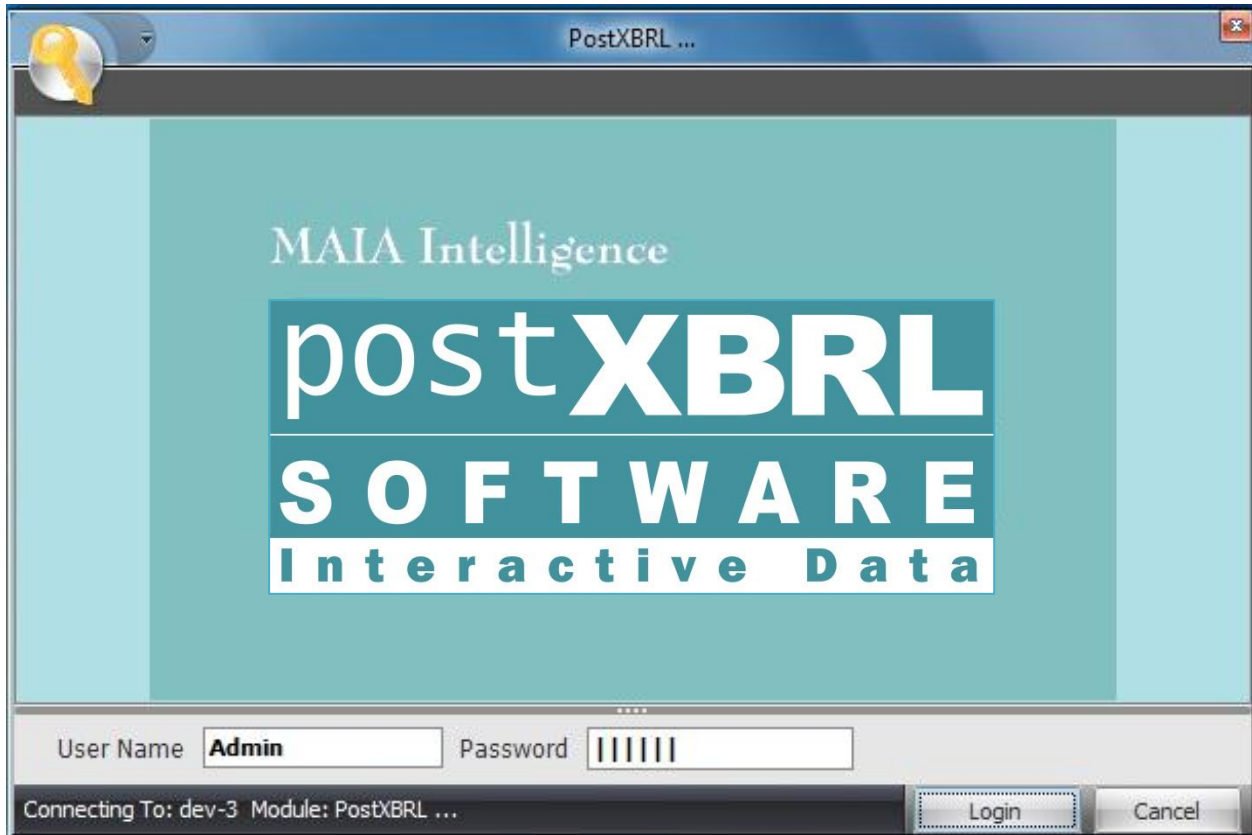 PostXBRL ...
MAIA Intelligence
postXBRL
SOFTWARE
Interactive Data
User Name Admin Password ||||||
Connecting To: dev-3 Module: PostXBRL ... Login Cancel